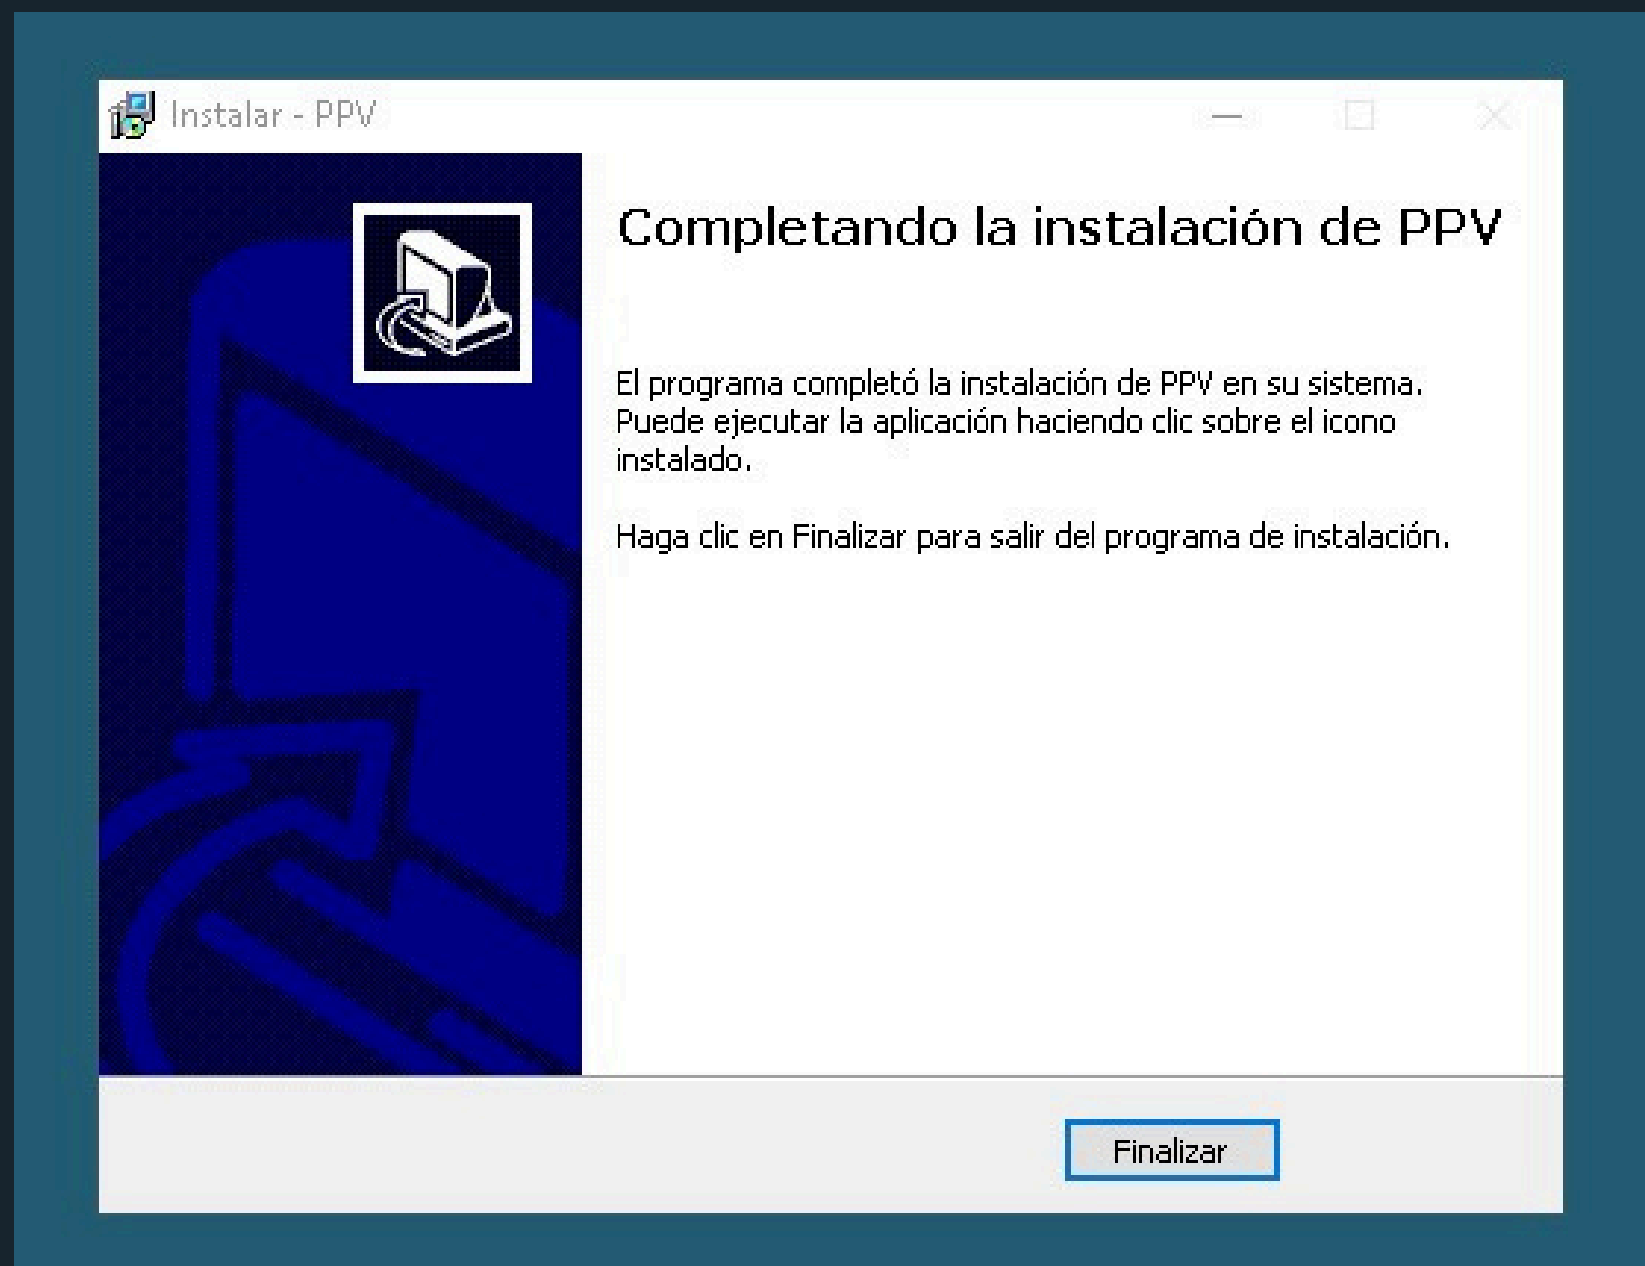 Instalar - PPV
Completando la instalación de PPV
El programa completó la instalación de PPV en su sistema.
Puede ejecutar la aplicación haciendo clic sobre el icono
instalado.
Haga clic en Finalizar para salir del programa de instalación.
Finalizar